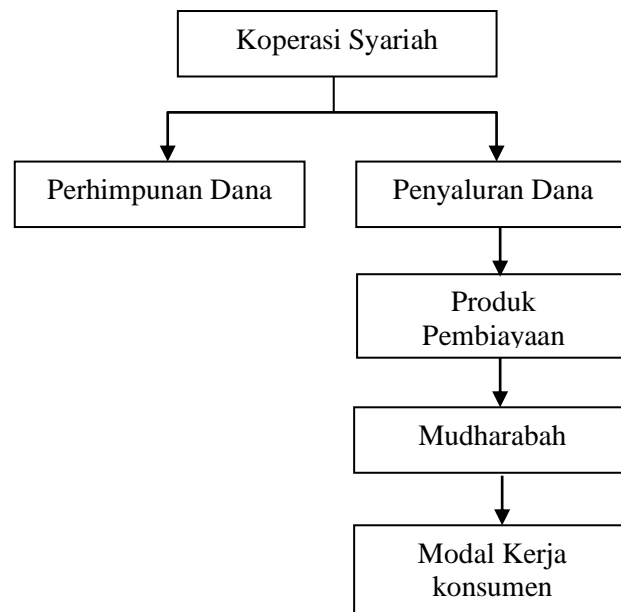 Koperasi Syariah
Perhimpunan Dana
Penyaluran Dana
Produk
Pembiayaan
Mudharabah
Modal Kerja
konsumen